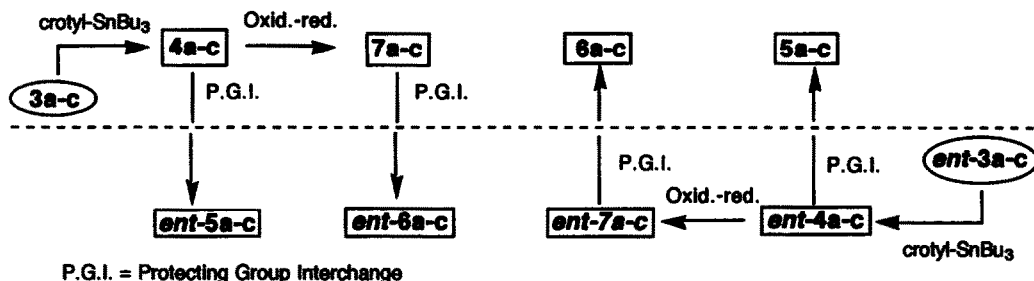 crotyl-SnBu3
Oxid.-red.
4a-c
7a-c
6a-c
5a-c
3a-c
P.G.I.
P.G.I.
P.G.I.
P.G.I.
ent-3a-c
Oxid.-red.
ent-5a-c
ent-6a-c
ent-7a-c
ent-4a-c
crotyl-SnBu3
P.G.I. = Protecting Group Interchange